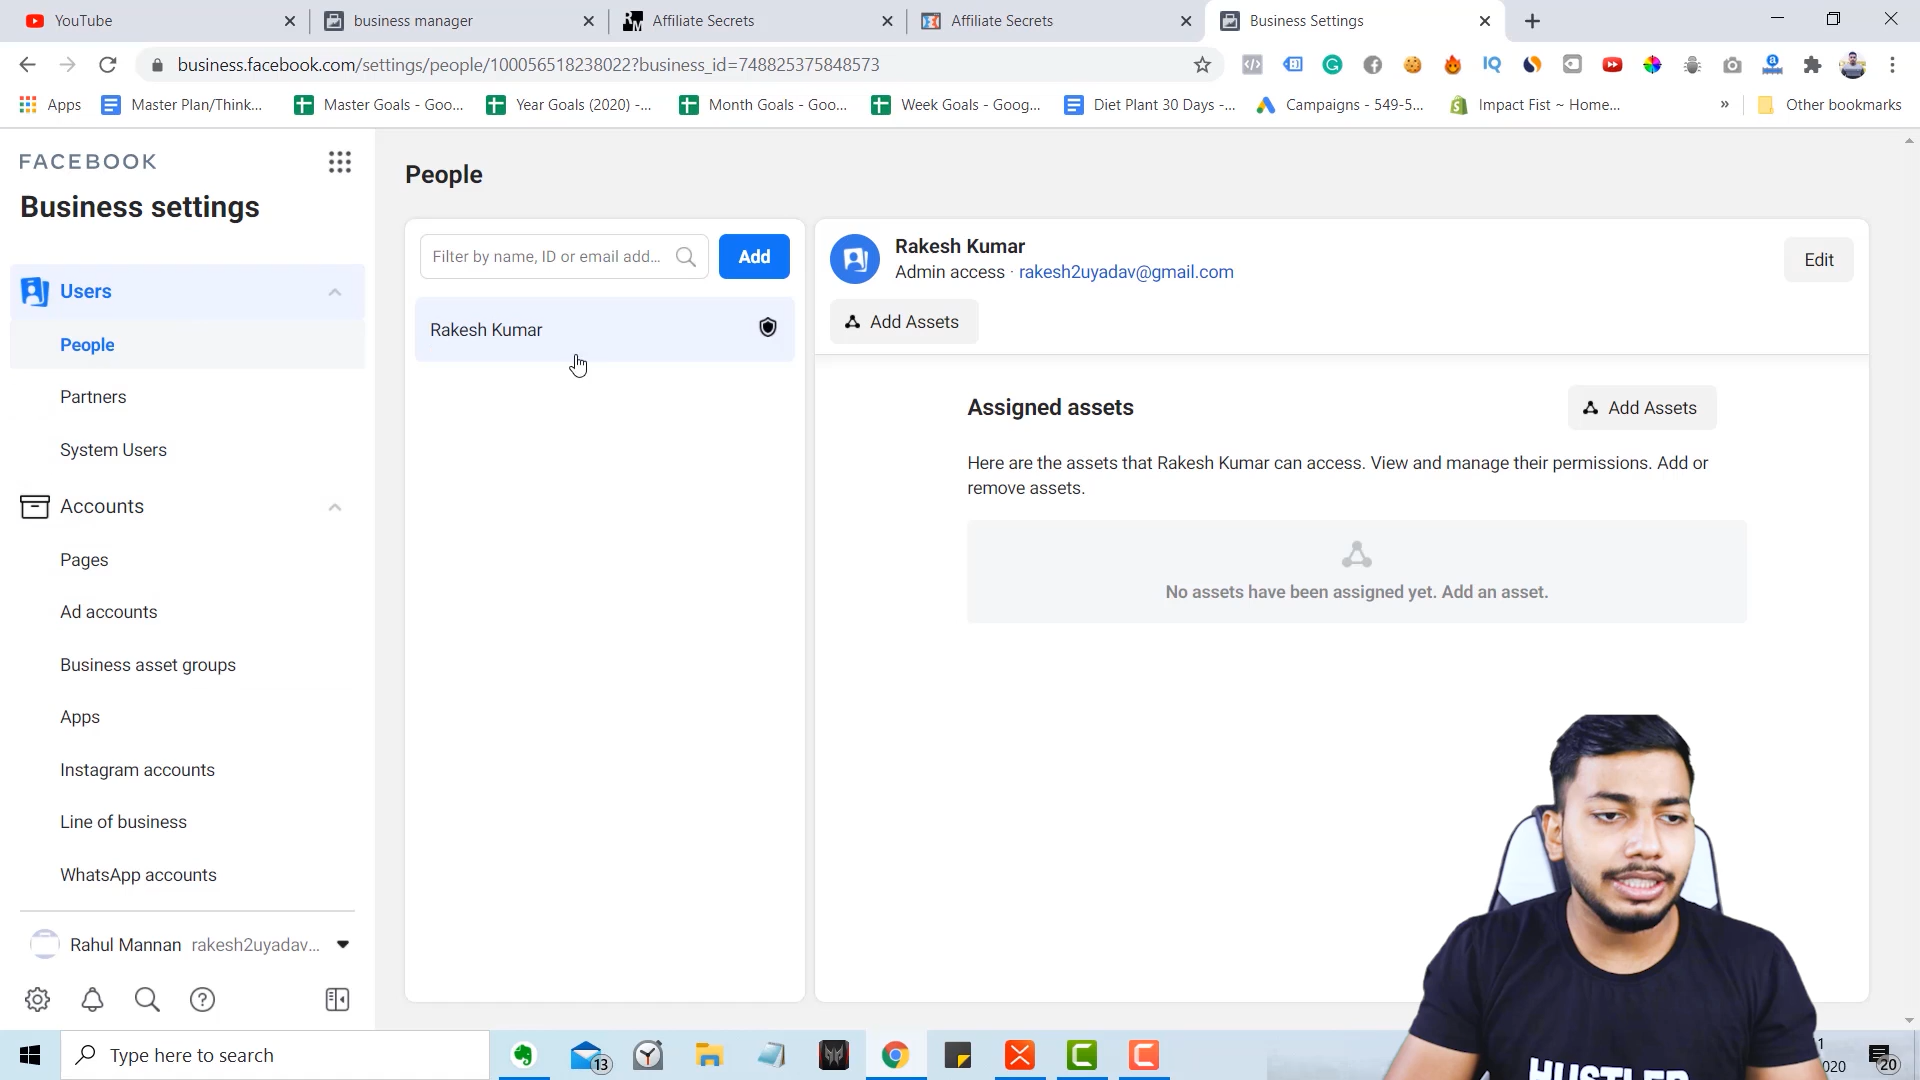 YouTube
business manager
Affiliate Secrets
Affiliate Secrets
Business Settings
business.facebook.com/settings/people/100056518238022?business_id=748825375848573
Apps
Master Plan/Think...
Master Goals - Goo...
Year Goals (2020) -...
Month Goals - Goo...
Week Goals - Goog...
Diet Plant 30 Days -...
Campaigns - 549-5...
Impact Fist ~ Home...
»
Other bookmarks
FACEBOOK
Business settings
Users
People
Partners
System Users
Accounts
Pages
Ad accounts
Business asset groups
Apps
Instagram accounts
Line of business
WhatsApp accounts
Rahul Mannan rakesh2uyadav...
People
Filter by name, ID or email add...
Add
Rakesh Kumar
Rakesh Kumar
Admin access · rakesh2uyadav@gmail.com
Edit
Add Assets
Assigned assets
Add Assets
Here are the assets that Rakesh Kumar can access. View and manage their permissions. Add or
remove assets.
No assets have been assigned yet. Add an asset.
HUSTLER
Type here to search
13
20